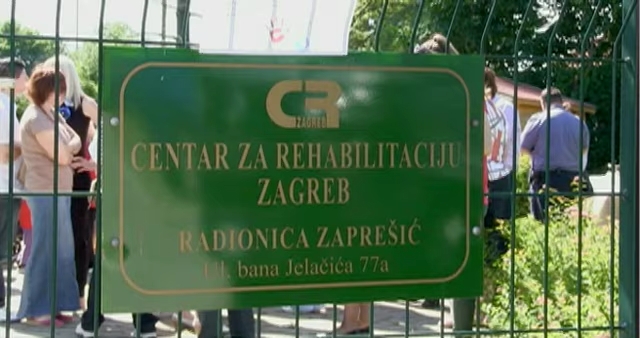 CR
ZAGREB
CENTAR ZA REHABILITACIJU
ZAGREB
RADIONICA ZAPREŠIĆ
Ul. bana Jelačića 77a